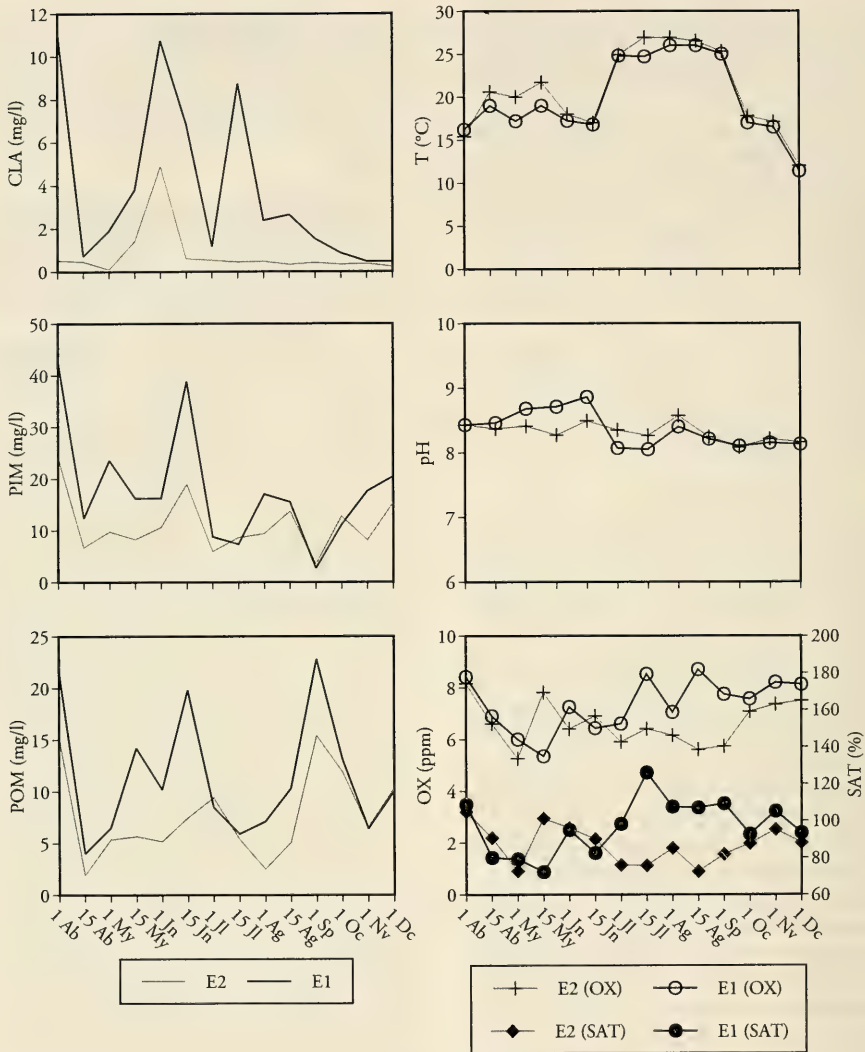 12
10
8
6
4
2
0
CLA (mg/l)
30
25
20
15
10
5
0
T (°C)
50
40
30
20
10
0
PIM (mg/l)
10
9
8
7
6
pH
25
20
15
10
5
0
POM (mg/l)
1 Ab
15 Ab
1 My
15 My
1 Jn
15 Jn
1 Jl
15 Jl
1 Ag
15 Ag
1 Sp
1 Oc
1 Nv
1 Dc
E2 E1
10
8
6
4
2
0
OX (ppm)
200
180
160
140
120
100
80
60
SAT (%)
1 Ab
15 Ab
1 My
15 My
1 Jn
15 Jn
1 Jl
15 Jl
1 Ag
15 Ag
1 Sp
1 Oc
1 Nv
1 Dc
E2 (OX) E1 (OX)
E2 (SAT) E1 (SAT)